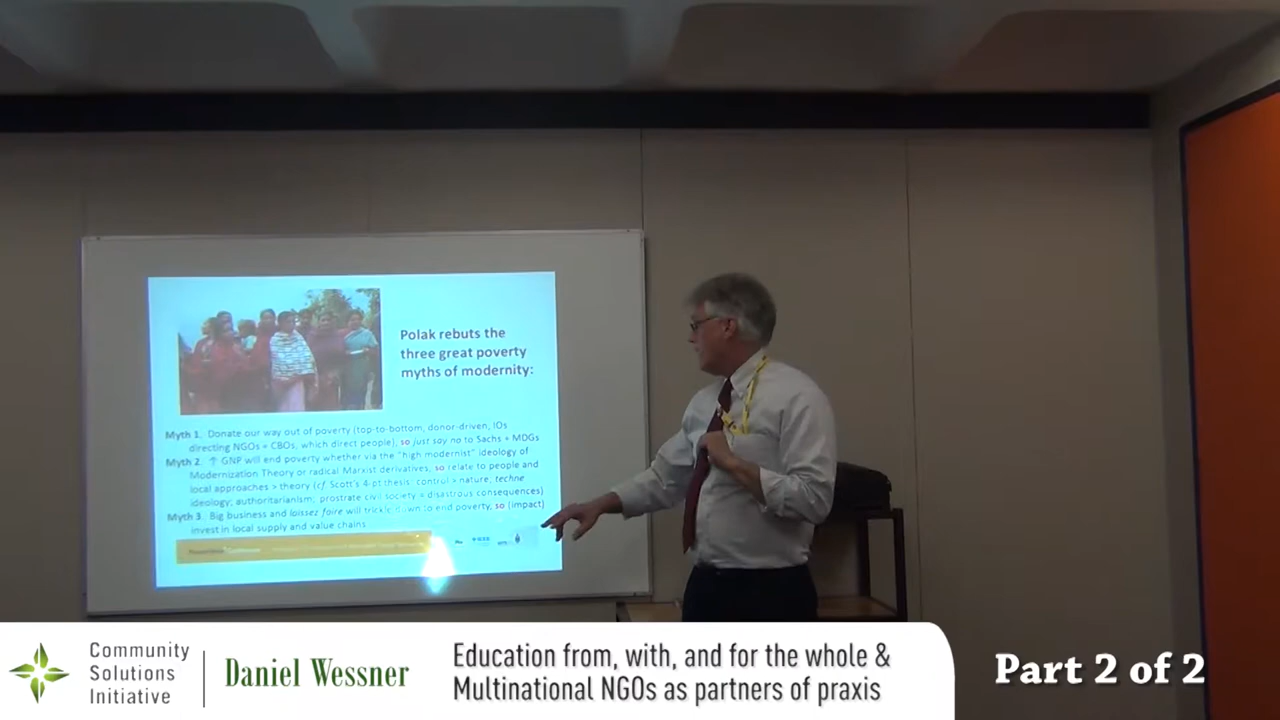 Polak rebuts the
three great poverty
myths of modernity:
Myth 1. Donate our way out of poverty (top-to-bottom, donor-driven, IOs
directing NGOs + CBOs, which direct people), so just say no to Sachs + MDGs
Myth 2. ↑ GNP will end poverty whether via the "high modernist" ideology of
Modernization Theory or radical Marxist derivatives, so relate to people and
local approaches > theory (cf Scott's 4-pt thesis: control > nature, techne
ideology; authoritarianism; prostrate civil society = disastrous consequences)
Myth 3. Big business and laissez faire will trickle down to end poverty, so (impact)
invest in local supply and value chains
Community
Solutions
Initiative
Daniel Wessner
Education from, with, and for the whole &
Multinational NGOs as partners of praxis
Part 2 of 2